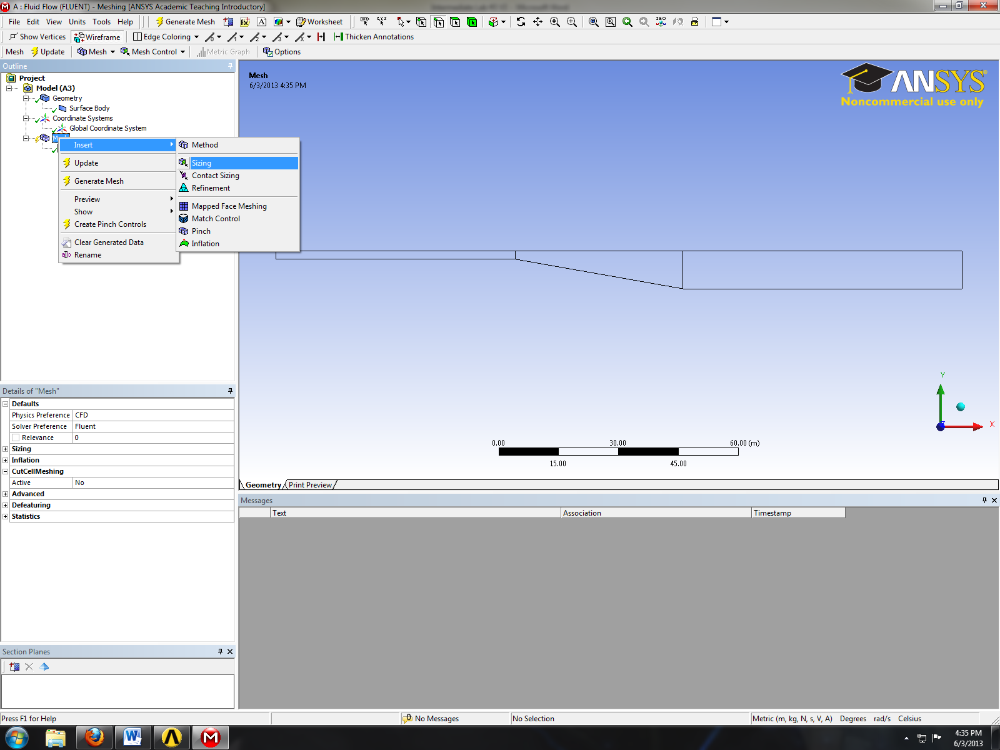 A : Fluid Flow (FLUENT) - Meshing [ANSYS Academic Teaching Introductory]
File Edit View Units Tools Help Generate Mesh Worksheet
Show Vertices Wireframe Edge Coloring Thicken Annotations
Mesh Update Mesh Mesh Control Metric Graph Options
Outline
Project
Model (A3)
Geometry
Surface Body
Coordinate Systems
Global Coordinate System
Insert
Update
Generate Mesh
Preview
Show
Create Pinch Controls
Clear Generated Data
Rename
Method
Sizing
Contact Sizing
Refinement
Mapped Face Meshing
Match Control
Pinch
Inflation
Mesh
6/3/2013 4:35 PM
ANSYS
Noncommercial use only
Y
X
Z
0.00 30.00 60.00 (m)
15.00 45.00
Geometry Print Preview
Details of "Mesh"
Defaults
Physics Preference CFD
Solver Preference Fluent
Relevance 0
Sizing
Inflation
CutCellMeshing
Active No
Advanced
Defeaturing
Statistics
Messages
Text Association Timestamp
Section Planes
Press F1 for Help 0 No Messages No Selection Metric (m, kg, N, s, V, A) Degrees rad/s Celsius
4:35 PM
6/3/2013